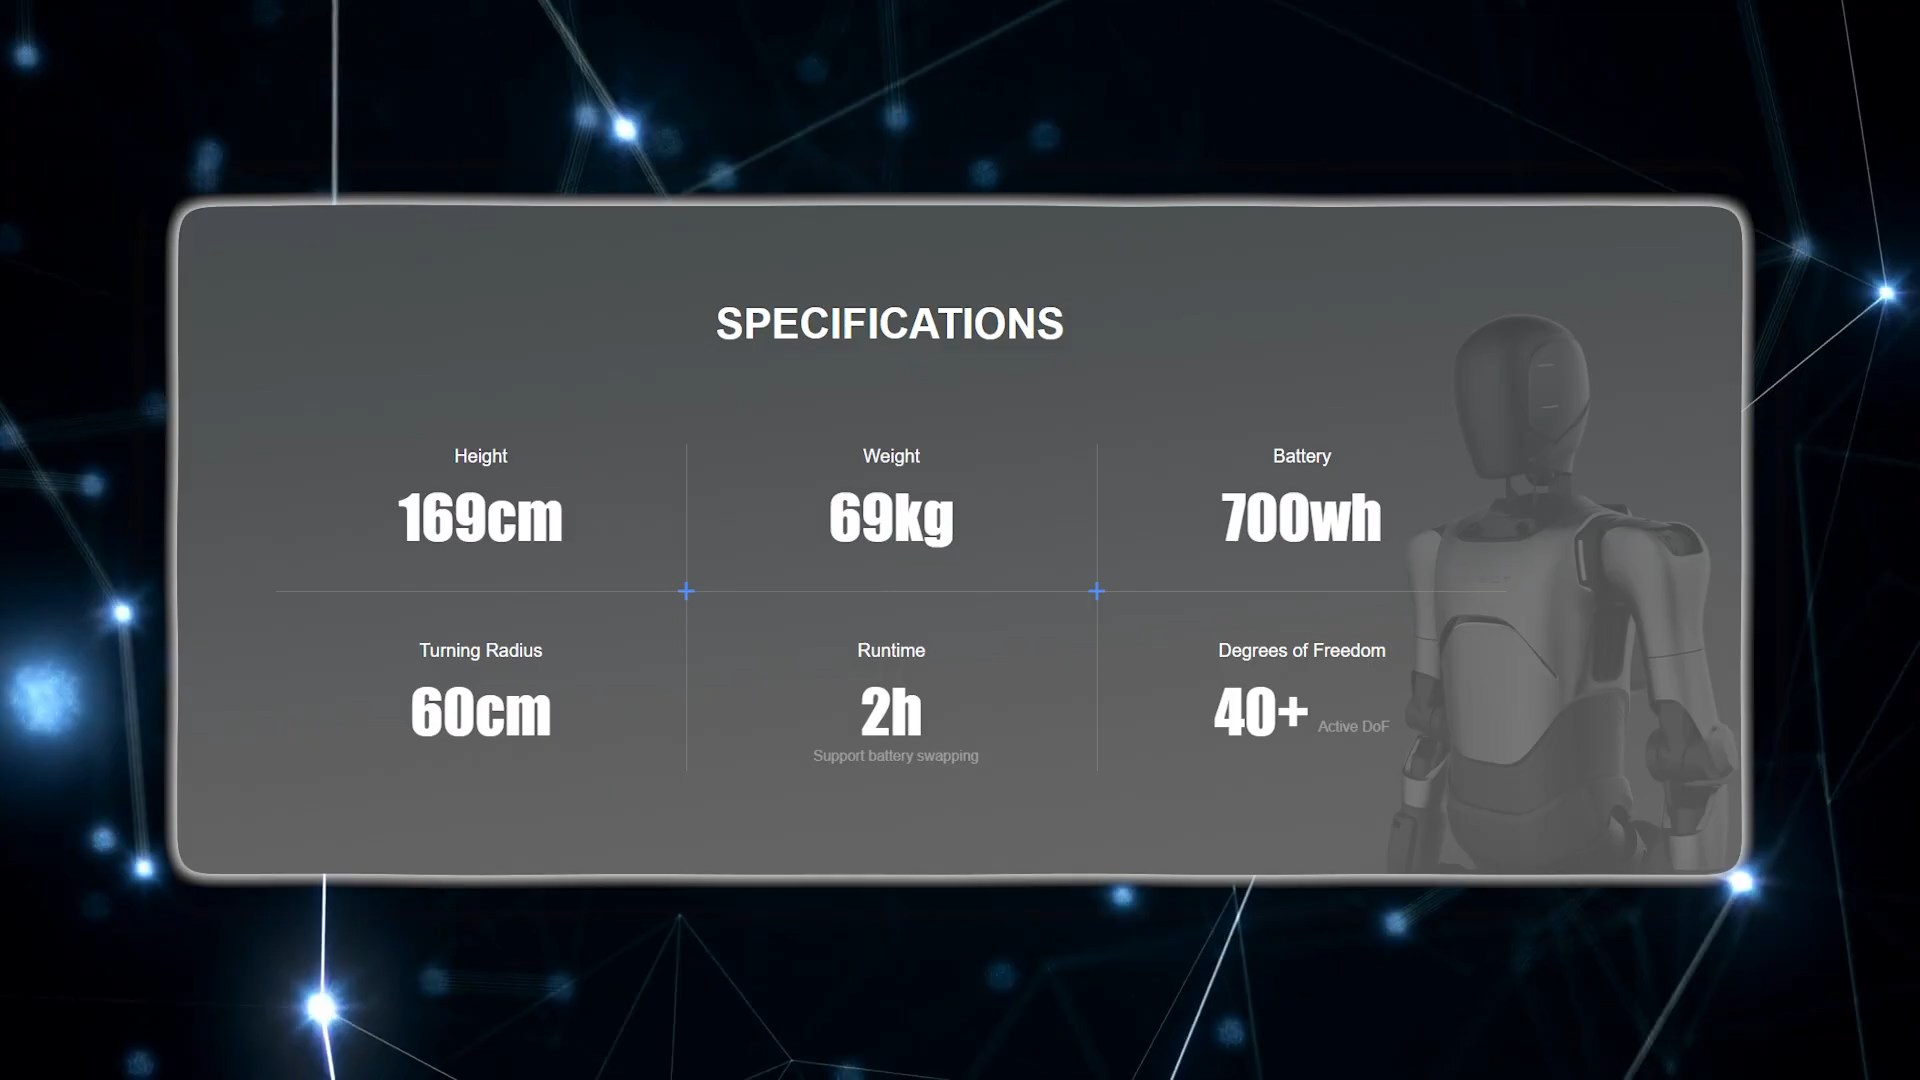 SPECIFICATIONS
Height
169cm
Weight
69kg
Battery
700wh
Turning Radius
60cm
Runtime
2h
Support battery swapping
Degrees of Freedom
40+ Active DoF